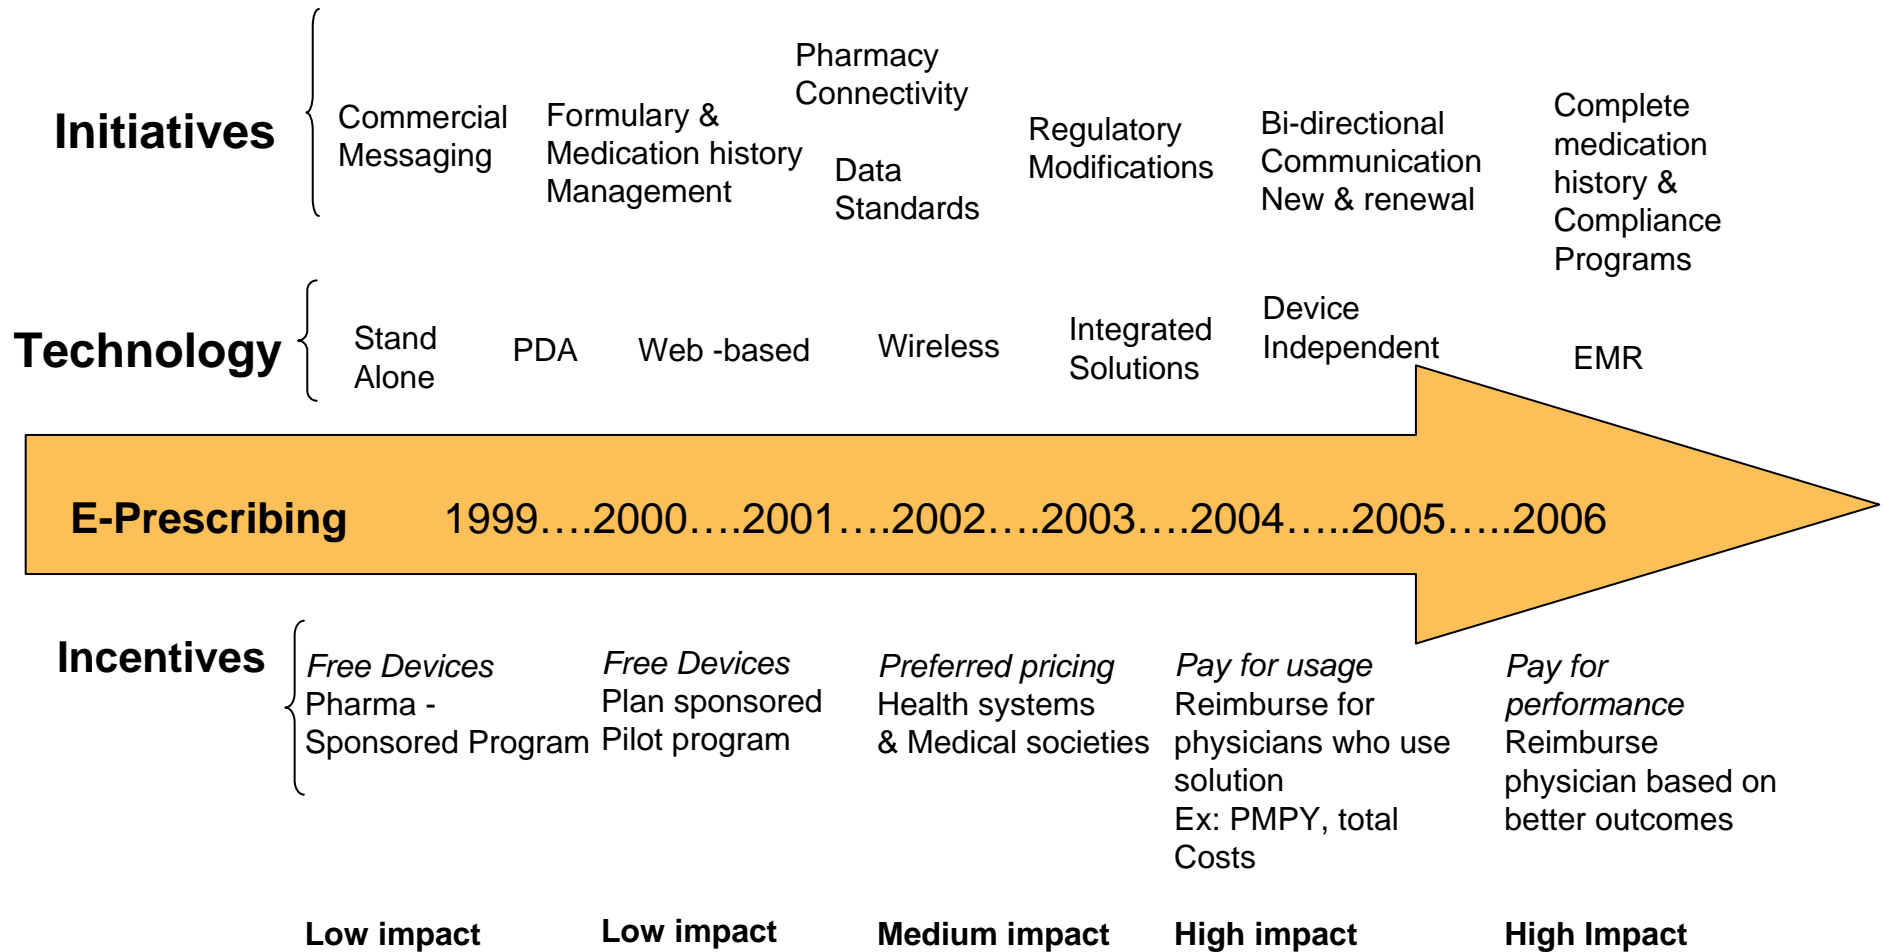 Initiatives
Commercial
Messaging
Formulary &
Medication history
Management
Pharmacy
Connectivity
Data
Standards
Regulatory
Modifications
Bi-directional
Communication
New & renewal
Complete
medication
history &
Compliance
Programs
Technology
Stand
Alone
PDA
Web -based
Wireless
Integrated
Solutions
Device
Independent
EMR
E-Prescribing 1999….2000….2001….2002….2003….2004…..2005…..2006
Incentives
Free Devices
Pharma -
Sponsored Program
Free Devices
Plan sponsored
Pilot program
Preferred pricing
Health systems
& Medical societies
Pay for usage
Reimburse for
physicians who use
solution
Ex: PMPY, total
Costs
Pay for
performance
Reimburse
physician based on
better outcomes
Low impact
Low impact
Medium impact
High impact
High Impact